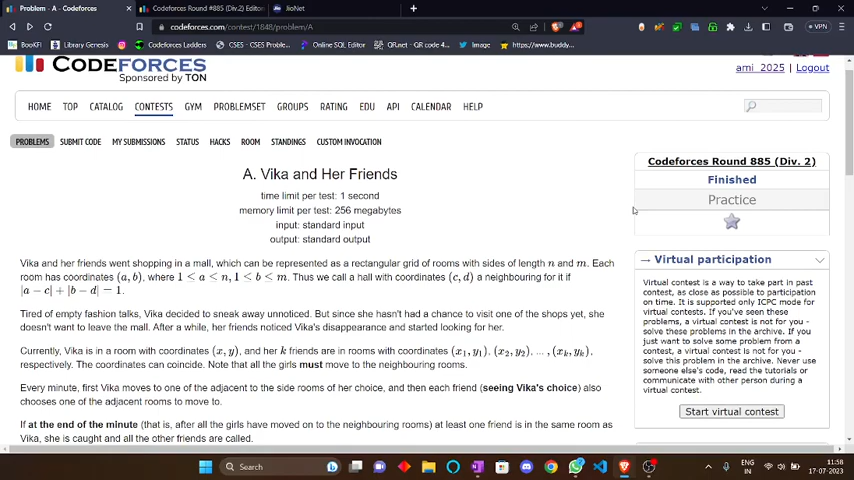 Problem - A - Codeforces
Codeforces Round #885 (Div.2) Editor
JioNet
codeforces.com/contest/1848/problem/A
VPN
BookFI
Library Genesis
Codeforces Ladders
CSES - CSES Proble...
Online SQL Editor
QR.net - QR code 4...
Image
https://www.buddy...
CODEFORCES
Sponsored by TON
ami_2025 | Logout
HOME TOP CATALOG CONTESTS GYM PROBLEMSET GROUPS RATING EDU API CALENDAR HELP
PROBLEMS SUBMIT CODE MY SUBMISSIONS STATUS HACKS ROOM STANDINGS CUSTOM INVOCATION
A. Vika and Her Friends
time limit per test: 1 second
memory limit per test: 256 megabytes
input: standard input
output: standard output
Vika and her friends went shopping in a mall, which can be represented as a rectangular grid of rooms with sides of length n and m. Each
room has coordinates (a, b), where 1 ≤ a ≤ n, 1 ≤ b ≤ m. Thus we call a hall with coordinates (c, d) a neighbouring for it if
|a − c| + |b − d| = 1.
Tired of empty fashion talks, Vika decided to sneak away unnoticed. But since she hasn't had a chance to visit one of the shops yet, she
doesn't want to leave the mall. After a while, her friends noticed Vika's disappearance and started looking for her.
Currently, Vika is in a room with coordinates (x, y), and her k friends are in rooms with coordinates (x1, y1), (x2, y2), ... , (xk, yk),
respectively. The coordinates can coincide. Note that all the girls must move to the neighbouring rooms.
Every minute, first Vika moves to one of the adjacent to the side rooms of her choice, and then each friend (seeing Vika's choice) also
chooses one of the adjacent rooms to move to.
If at the end of the minute (that is, after all the girls have moved on to the neighbouring rooms) at least one friend is in the same room as
Vika, she is caught and all the other friends are called.
Codeforces Round 885 (Div. 2)
Finished
Practice
→ Virtual participation
Virtual contest is a way to take part in past
contest, as close as possible to participation
on time. It is supported only ICPC mode for
virtual contests. If you've seen these
problems, a virtual contest is not for you -
solve these problems in the archive. If you
just want to solve some problem from a
contest, a virtual contest is not for you -
solve this problem in the archive. Never use
someone else's code, read the tutorials or
communicate with other person during a
virtual contest.
Start virtual contest
Search
ENG
IN
11:58
17-07-2023